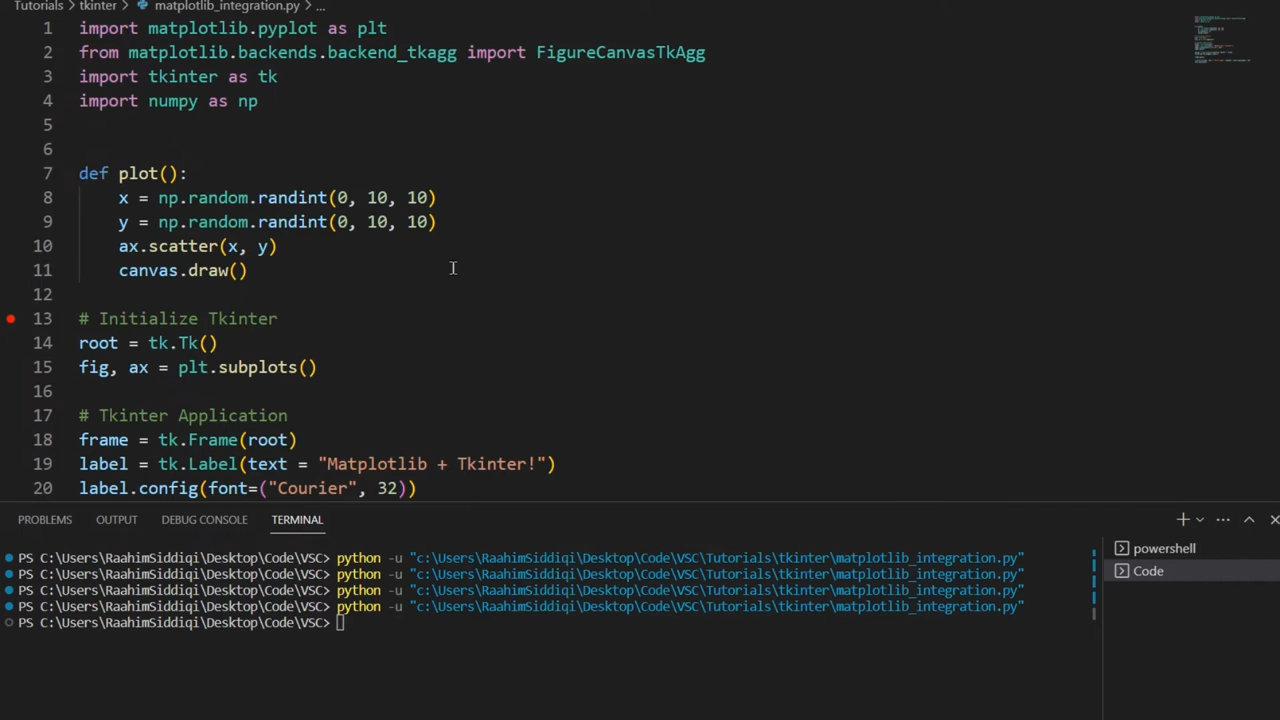 Tutorials > tkinter > matplotlib_integration.py > ...
1 import matplotlib.pyplot as plt
2 from matplotlib.backends.backend_tkagg import FigureCanvasTkAgg
3 import tkinter as tk
4 import numpy as np
5
6
7 def plot():
8 x = np.random.randint(0, 10, 10)
9 y = np.random.randint(0, 10, 10)
10 ax.scatter(x, y)
11 canvas.draw()
12
13 # Initialize Tkinter
14 root = tk.Tk()
15 fig, ax = plt.subplots()
16
17 # Tkinter Application
18 frame = tk.Frame(root)
19 label = tk.Label(text = "Matplotlib + Tkinter!")
20 label.config(font=("Courier", 32))
PROBLEMS OUTPUT DEBUG CONSOLE TERMINAL
PS C:\Users\RaahimSiddiqi\Desktop\Code\VSC> python -u "c:\Users\RaahimSiddiqi\Desktop\Code\VSC\Tutorials\tkinter\matplotlib_integration.py"
PS C:\Users\RaahimSiddiqi\Desktop\Code\VSC> python -u "c:\Users\RaahimSiddiqi\Desktop\Code\VSC\Tutorials\tkinter\matplotlib_integration.py"
PS C:\Users\RaahimSiddiqi\Desktop\Code\VSC> python -u "c:\Users\RaahimSiddiqi\Desktop\Code\VSC\Tutorials\tkinter\matplotlib_integration.py"
PS C:\Users\RaahimSiddiqi\Desktop\Code\VSC> python -u "c:\Users\RaahimSiddiqi\Desktop\Code\VSC\Tutorials\tkinter\matplotlib_integration.py"
PS C:\Users\RaahimSiddiqi\Desktop\Code\VSC>
powershell
Code